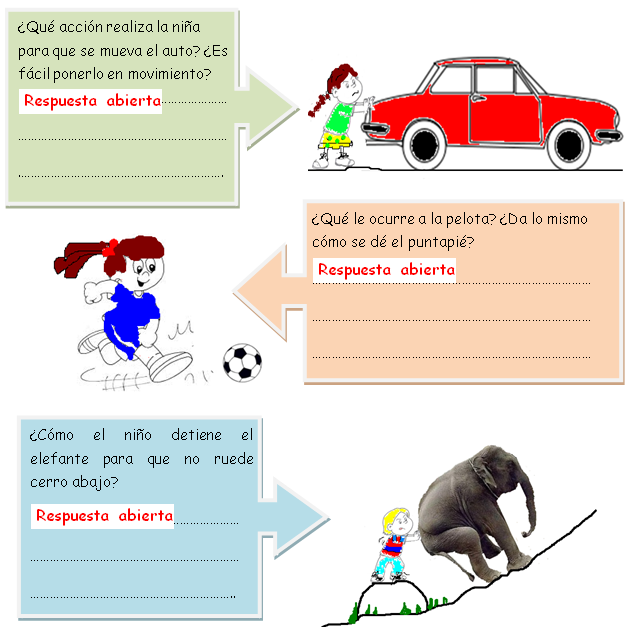 ¿Qué acción realiza la niña
para que se mueva el auto? ¿Es
fácil ponerlo en movimiento?
Respuesta abierta
¿Qué le ocurre a la pelota? ¿Da lo mismo
cómo se dé el puntapié?
Respuesta abierta
¿Cómo el niño detiene el
elefante para que no ruede
cerro abajo?
Respuesta abierta